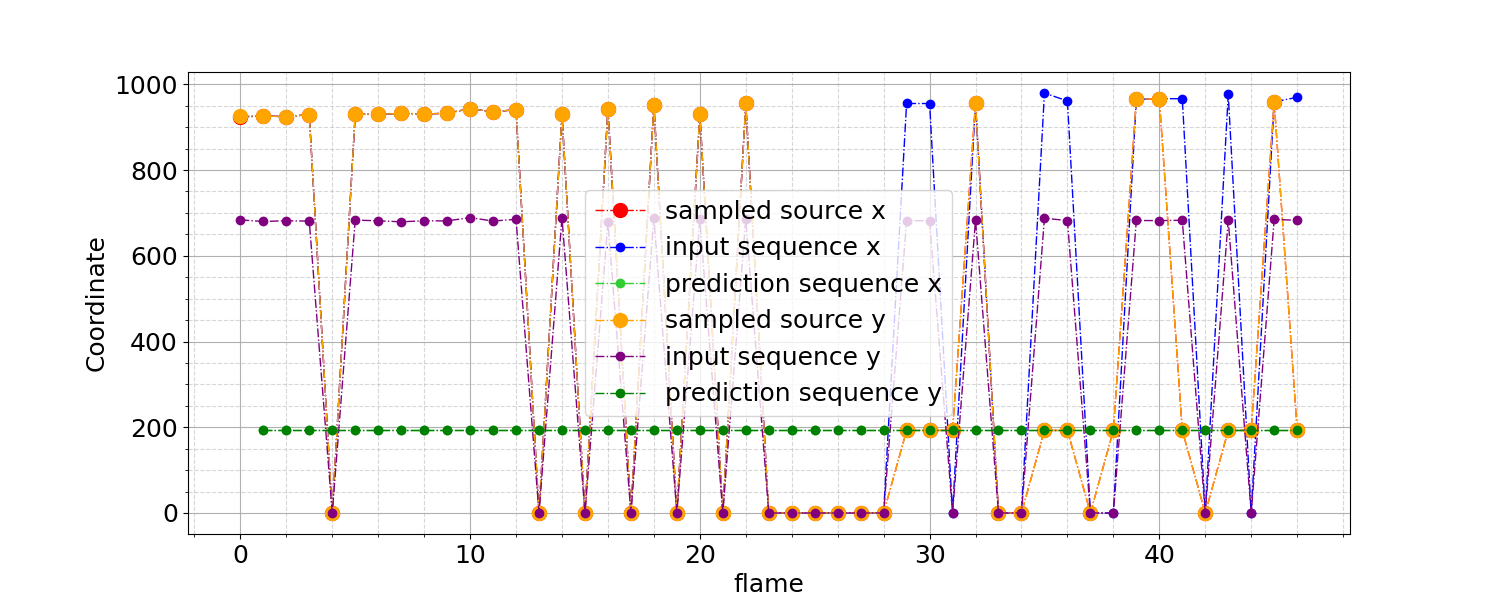 1000
800
600
400
200
0
Coordinate
sampled source x
input sequence x
prediction sequence x
sampled source y
input sequence y
prediction sequence y
0 10 20 30 40
flame